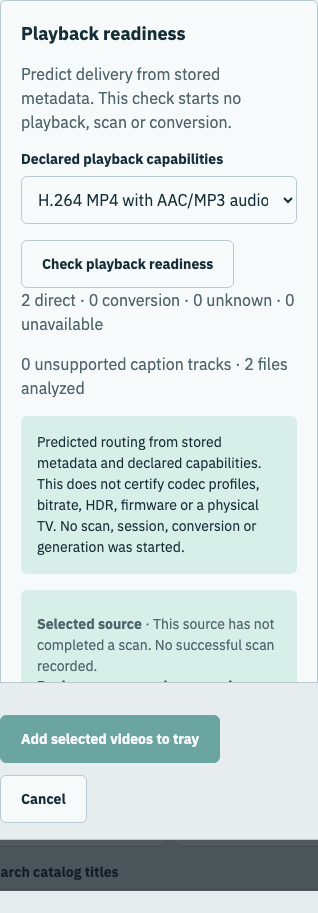 Playback readiness
Predict delivery from stored
metadata. This check starts no
playback, scan or conversion.
Declared playback capabilities
H.264 MP4 with AAC/MP3 audio
Check playback readiness
2 direct · 0 conversion · 0 unknown · 0
unavailable
0 unsupported caption tracks · 2 files
analyzed
Predicted routing from stored
metadata and declared capabilities.
This does not certify codec profiles,
bitrate, HDR, firmware or a physical
TV. No scan, session, conversion or
generation was started.
Selected source · This source has not
completed a scan. No successful scan
recorded.
Add selected videos to tray
Cancel
arch catalog titles